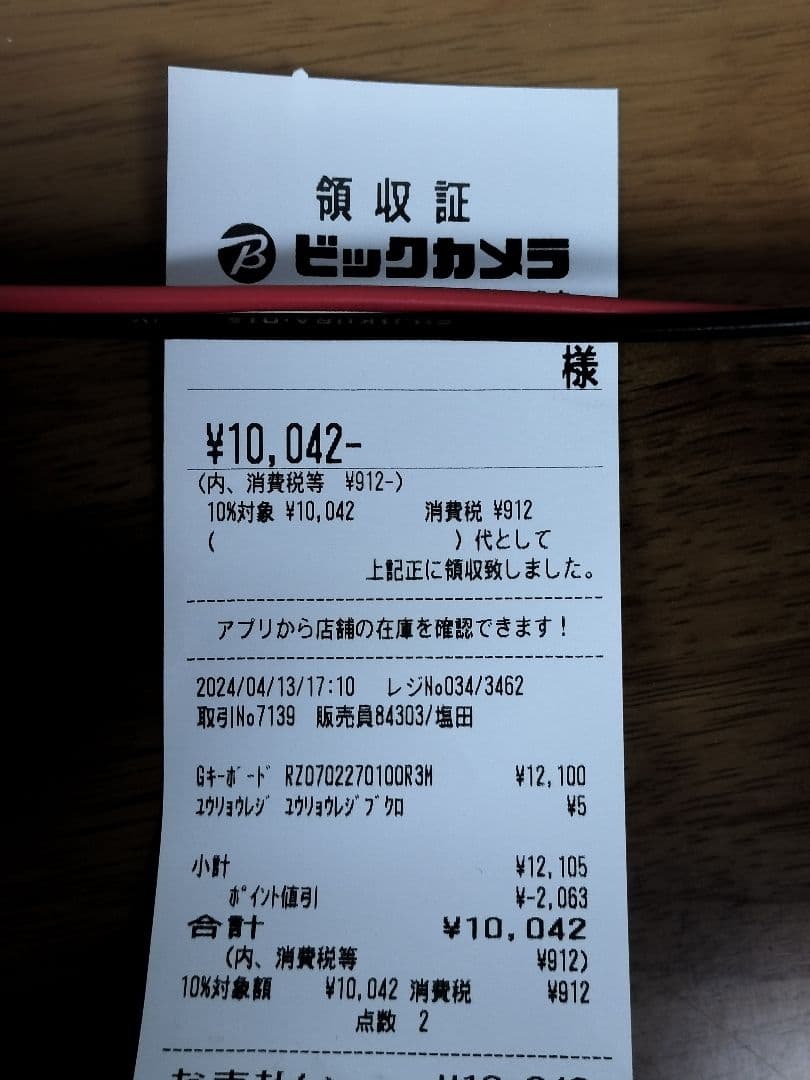 領収証
B ビックカメラ
様
¥10,042-
(内、消費税等 ¥912-)
10%対象 ¥10,042 消費税 ¥912
( )代として
上記正に領収致しました。
アプリから店舗の在庫を確認できます!
2024/04/13/17:10 レジNo034/3462
取引No7139 販売員84303/塩田
Gキーボード RZ0702270100R3M ¥12,100
ユウリョウレジ ユウリョウレジブクロ ¥5
小計 ¥12,105
ポイント値引 ¥-2,063
合計 ¥10,042
(内、消費税等 ¥912)
10%対象額 ¥10,042 消費税 ¥912
点数 2